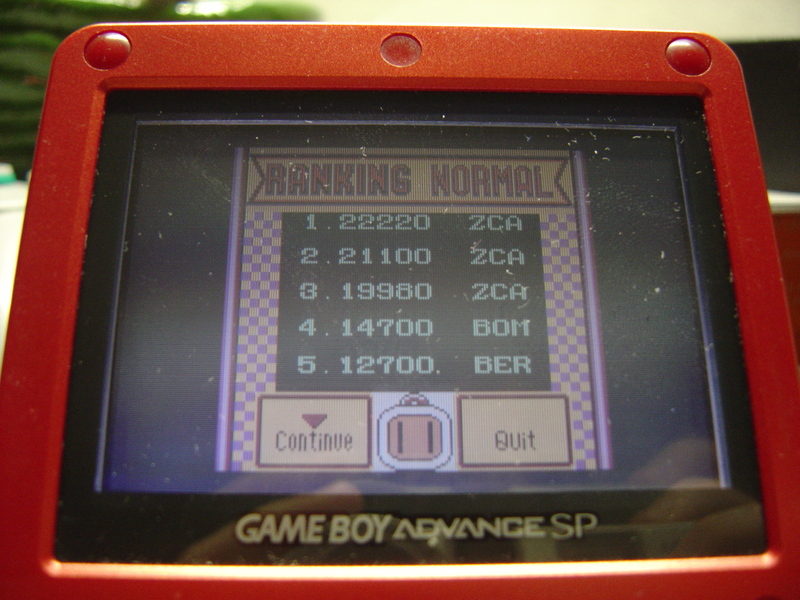 RANKING NORMAL
1.22220 ZCA
2.21100 ZCA
3.19980 ZCA
4.14700 BOM
5.12700. BER
Continue Quit
GAME BOY ADVANCE SP